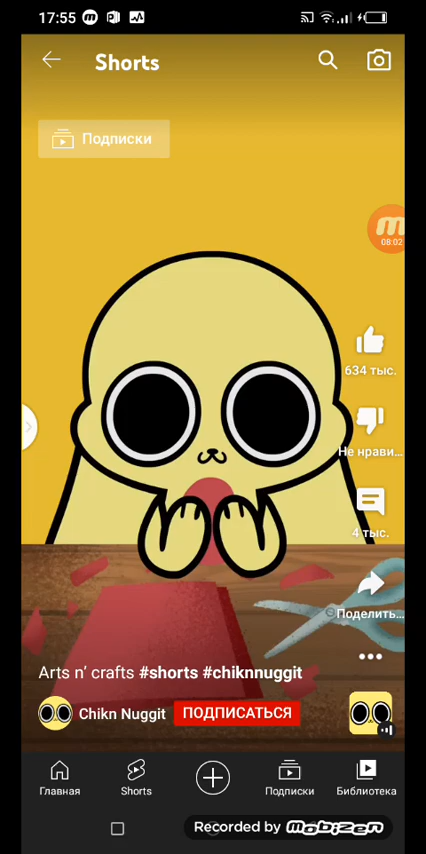 17:55
Shorts
Подписки
08:02
634 тыс.
Не нрави...
4 тыс.
Поделить...
Arts n' crafts #shorts #chiknnuggit
Chikn Nuggit
ПОДПИСАТЬСЯ
Главная
Shorts
Подписки
Библиотека
Recorded by mobizen